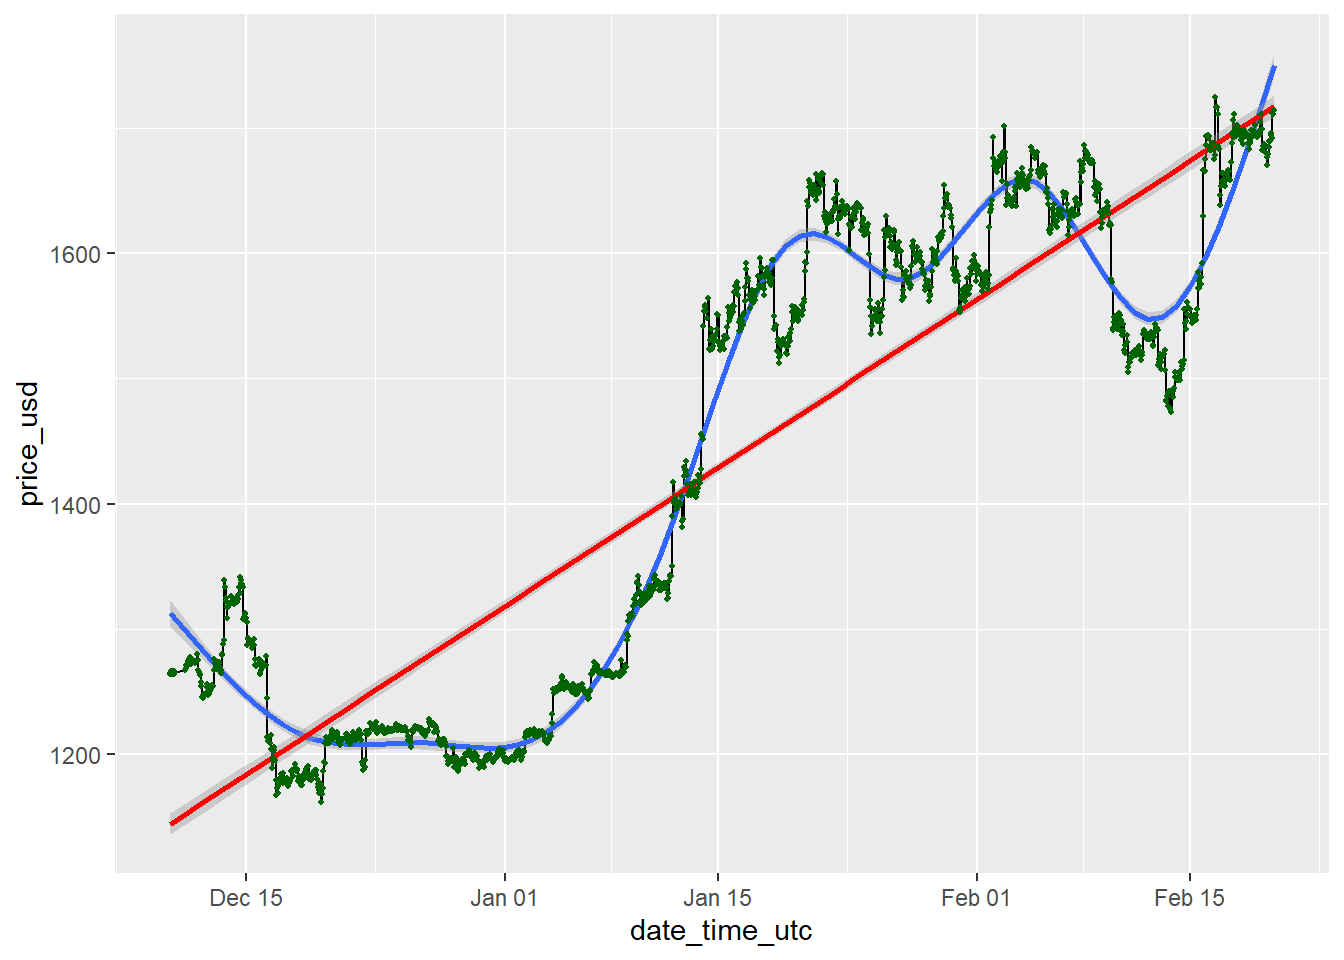 price_usd
1600
1400
1200
Dec 15
Jan 01
Jan 15
Feb 01
Feb 15
date_time_utc